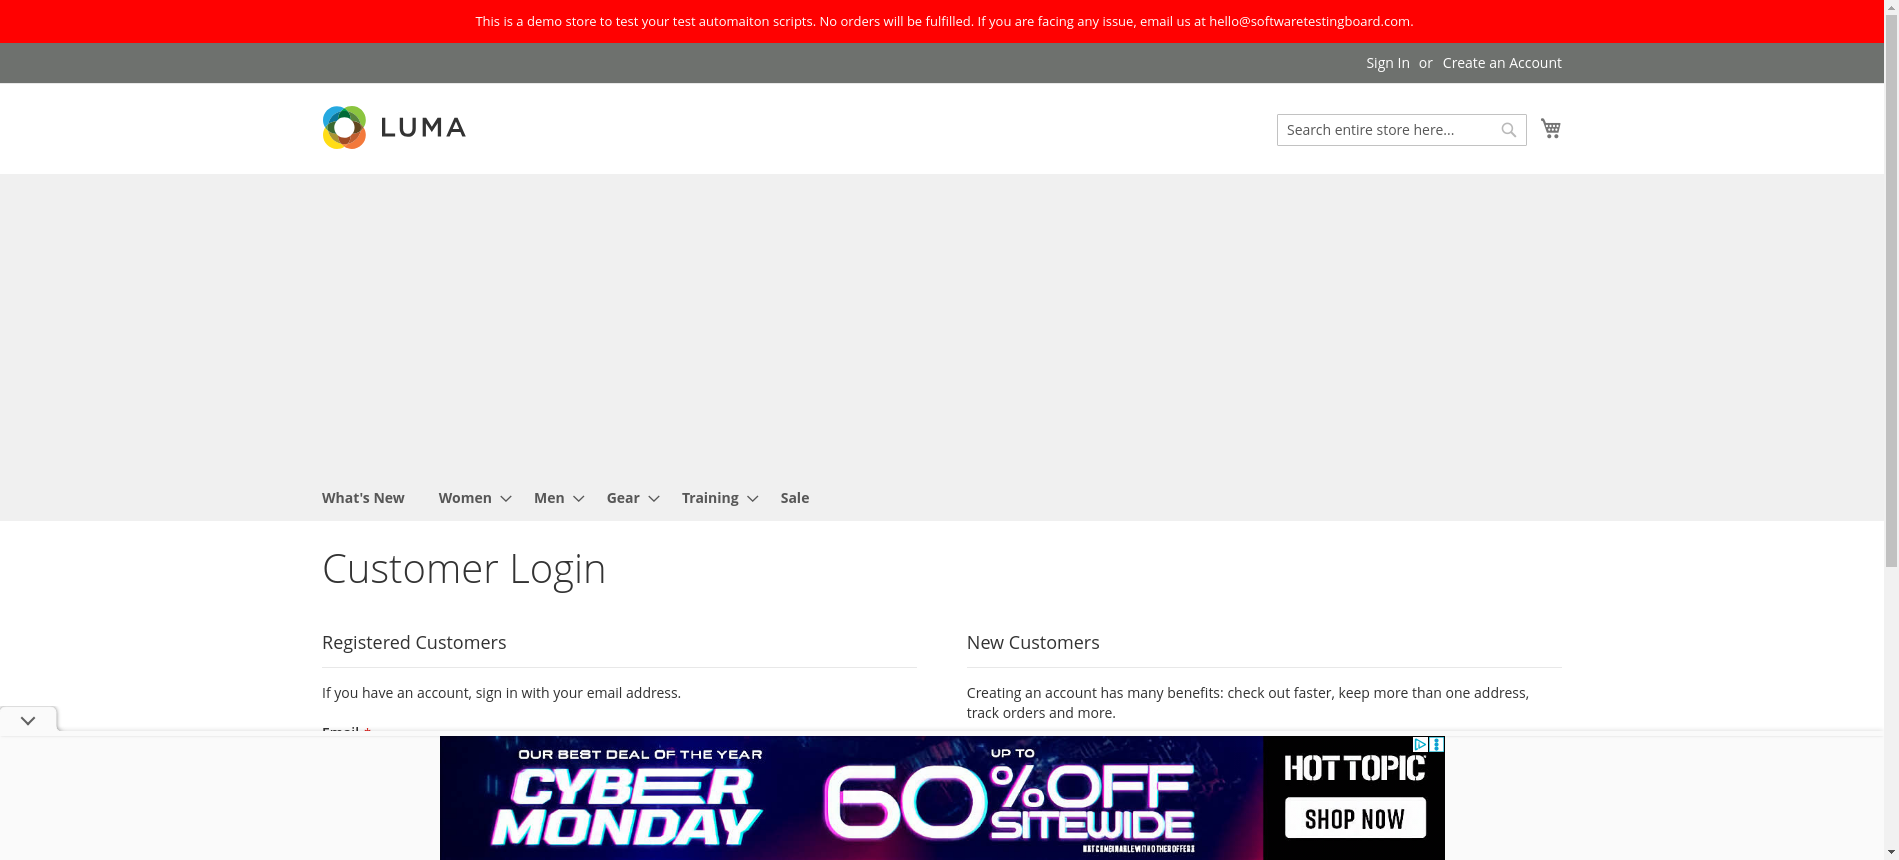 This is a demo store to test your test automaiton scripts. No orders will be fulfilled. If you are facing any issue, email us at hello@softwaretestingboard.com.
Sign In or Create an Account
LUMA
Search entire store here...
What's New Women Men Gear Training Sale
Customer Login
Registered Customers
New Customers
If you have an account, sign in with your email address.
Creating an account has many benefits: check out faster, keep more than one address,
track orders and more.
Email *
OUR BEST DEAL OF THE YEAR
CYBER
MONDAY
UP TO
60% OFF
SITEWIDE
NOT COMBINABLE WITH OTHER OFFERS
HOT TOPIC
SHOP NOW